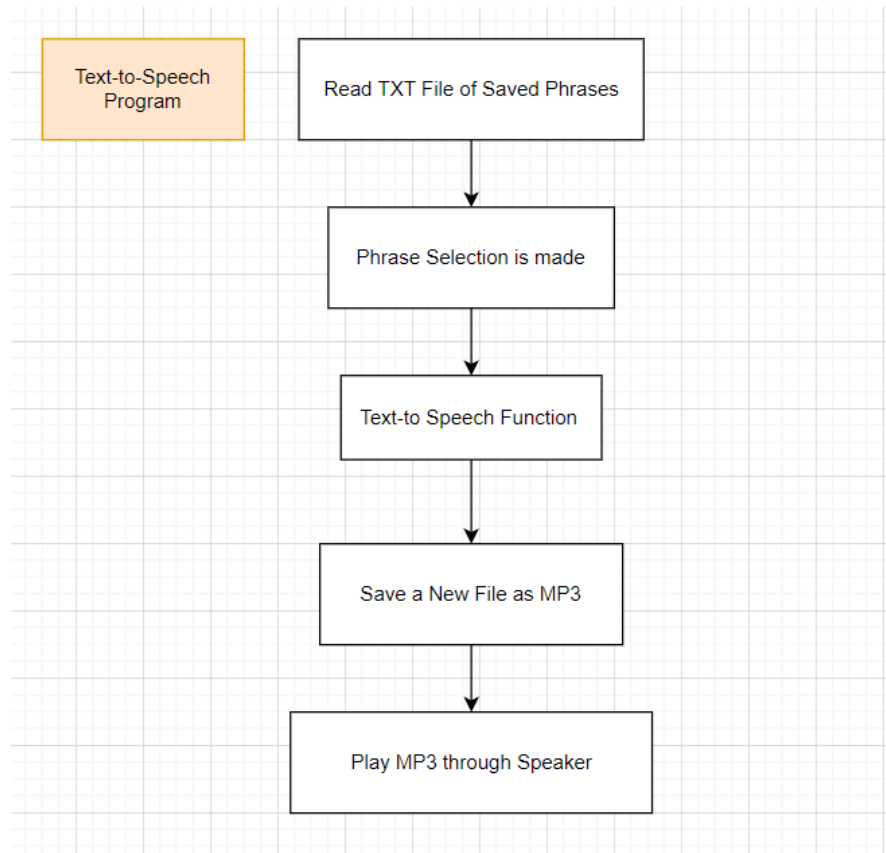 Text-to-Speech
Program
Read TXT File of Saved Phrases
Phrase Selection is made
Text-to Speech Function
Save a New File as MP3
Play MP3 through Speaker